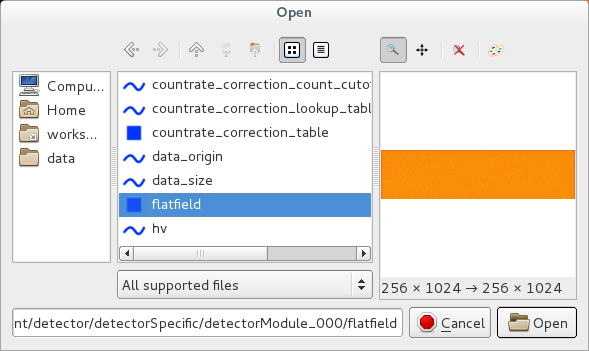 Open
Compu...
Home
works...
data
countrate_correction_count_cuto
countrate_correction_lookup_tabl
countrate_correction_table
data_origin
data_size
flatfield
hv
256 × 1024 → 256 × 1024
All supported files
nt/detector/detectorSpecific/detectorModule_000/flatfield
Cancel
Open